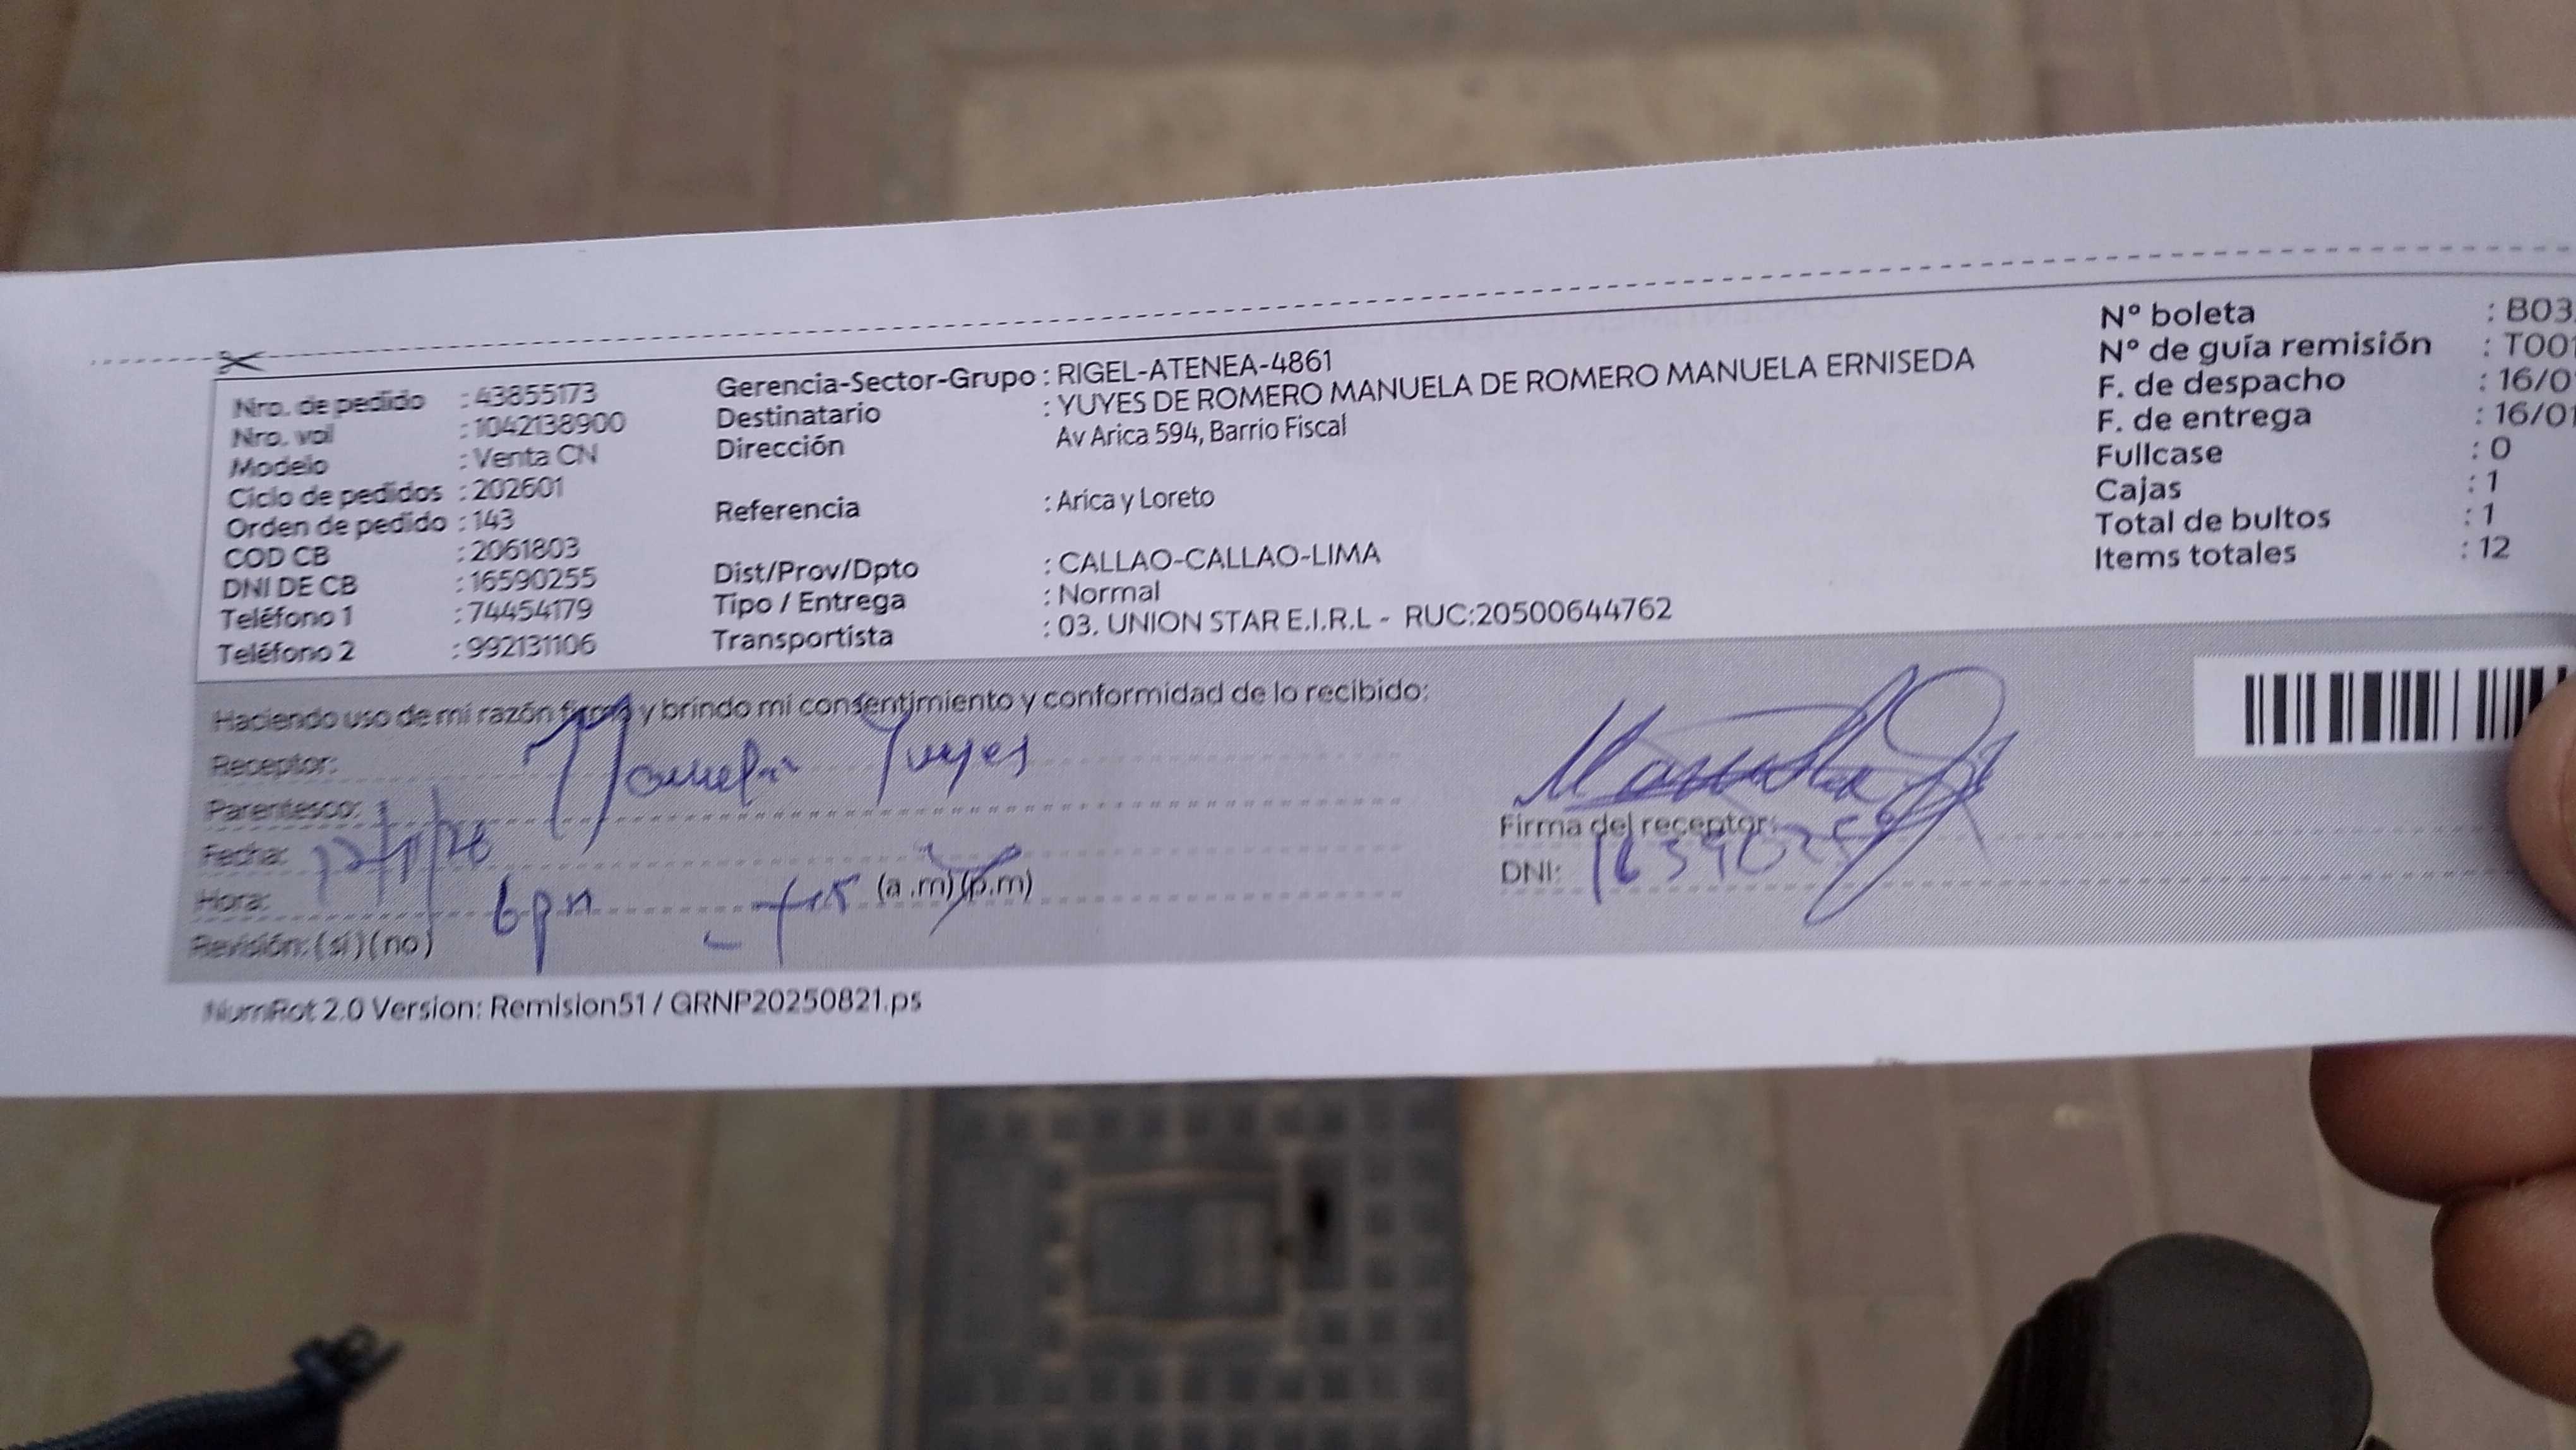 Nro. de pedido : 43855173
Nro. val : 1042138900
Modelo : Venta CN
Ciclo de pedidos : 202601
Orden de pedido : 143
COD CB : 2061803
DNI DE CB : 16590255
Teléfono 1 : 74454179
Teléfono 2 : 992131106
Gerencia-Sector-Grupo : RIGEL-ATENEA-4861
Destinatario : YUYES DE ROMERO MANUELA DE ROMERO MANUELA ERNISEDA
Dirección Av Arica 594, Barrio Fiscal
Referencia : Arica y Loreto
Dist/Prov/Dpto : CALLAO-CALLAO-LIMA
Tipo / Entrega : Normal
Transportista : 03. UNION STAR E.I.R.L - RUC:20500644762
N° boleta : B03
N° de guía remisión : T001
F. de despacho : 16/0
F. de entrega : 16/01
Fullcase : 0
Cajas : 1
Total de bultos : 1
Items totales : 12
Haciendo uso de mi razón firmo y brindo mi consentimiento y conformidad de lo recibido:
Receptor: Manuela Yuyes
Parentesco:
Fecha:
Hora: 6pm (a.m)(p.m)
Revisión: (sí) (no)
Firma del receptor:
DNI:
NumRot 2.0 Version: Remision51 / GRNP20250821.ps